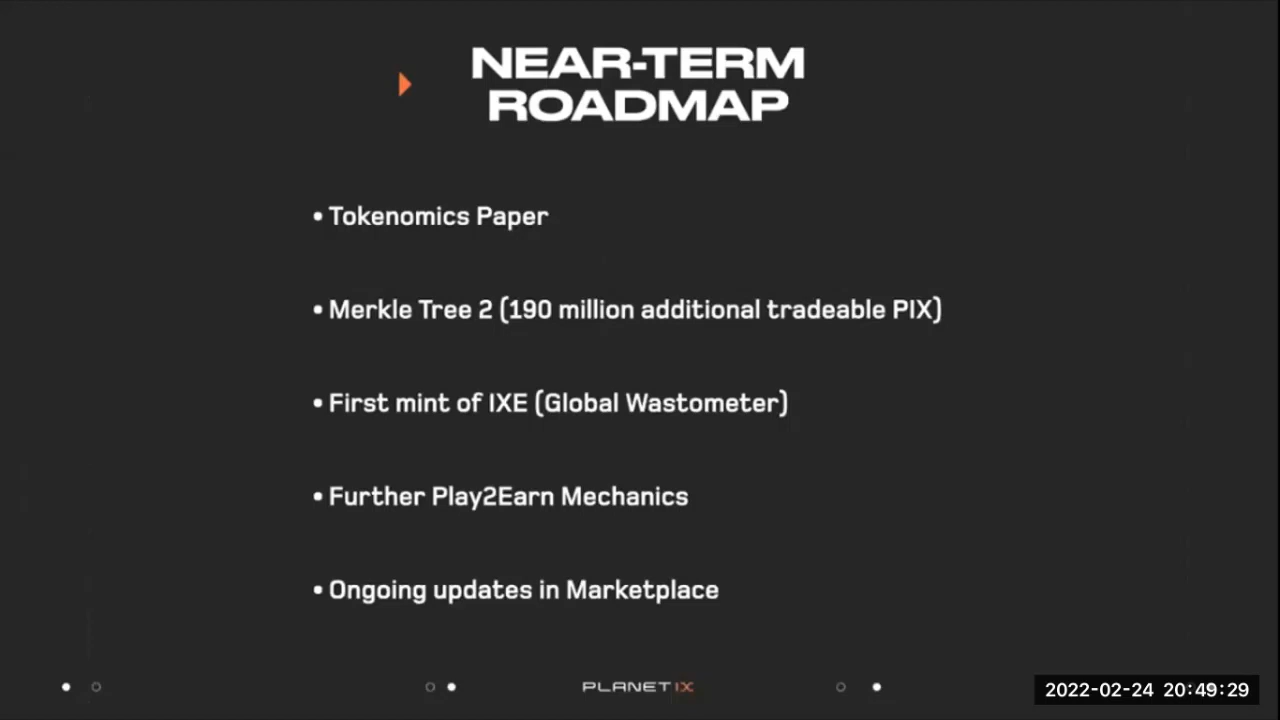 NEAR-TERM
ROADMAP
• Tokenomics Paper
• Merkle Tree 2 (190 million additional tradeable PIX)
• First mint of IXE (Global Wastometer)
• Further Play2Earn Mechanics
• Ongoing updates in Marketplace
PLANET IX
2022-02-24 20:49:29